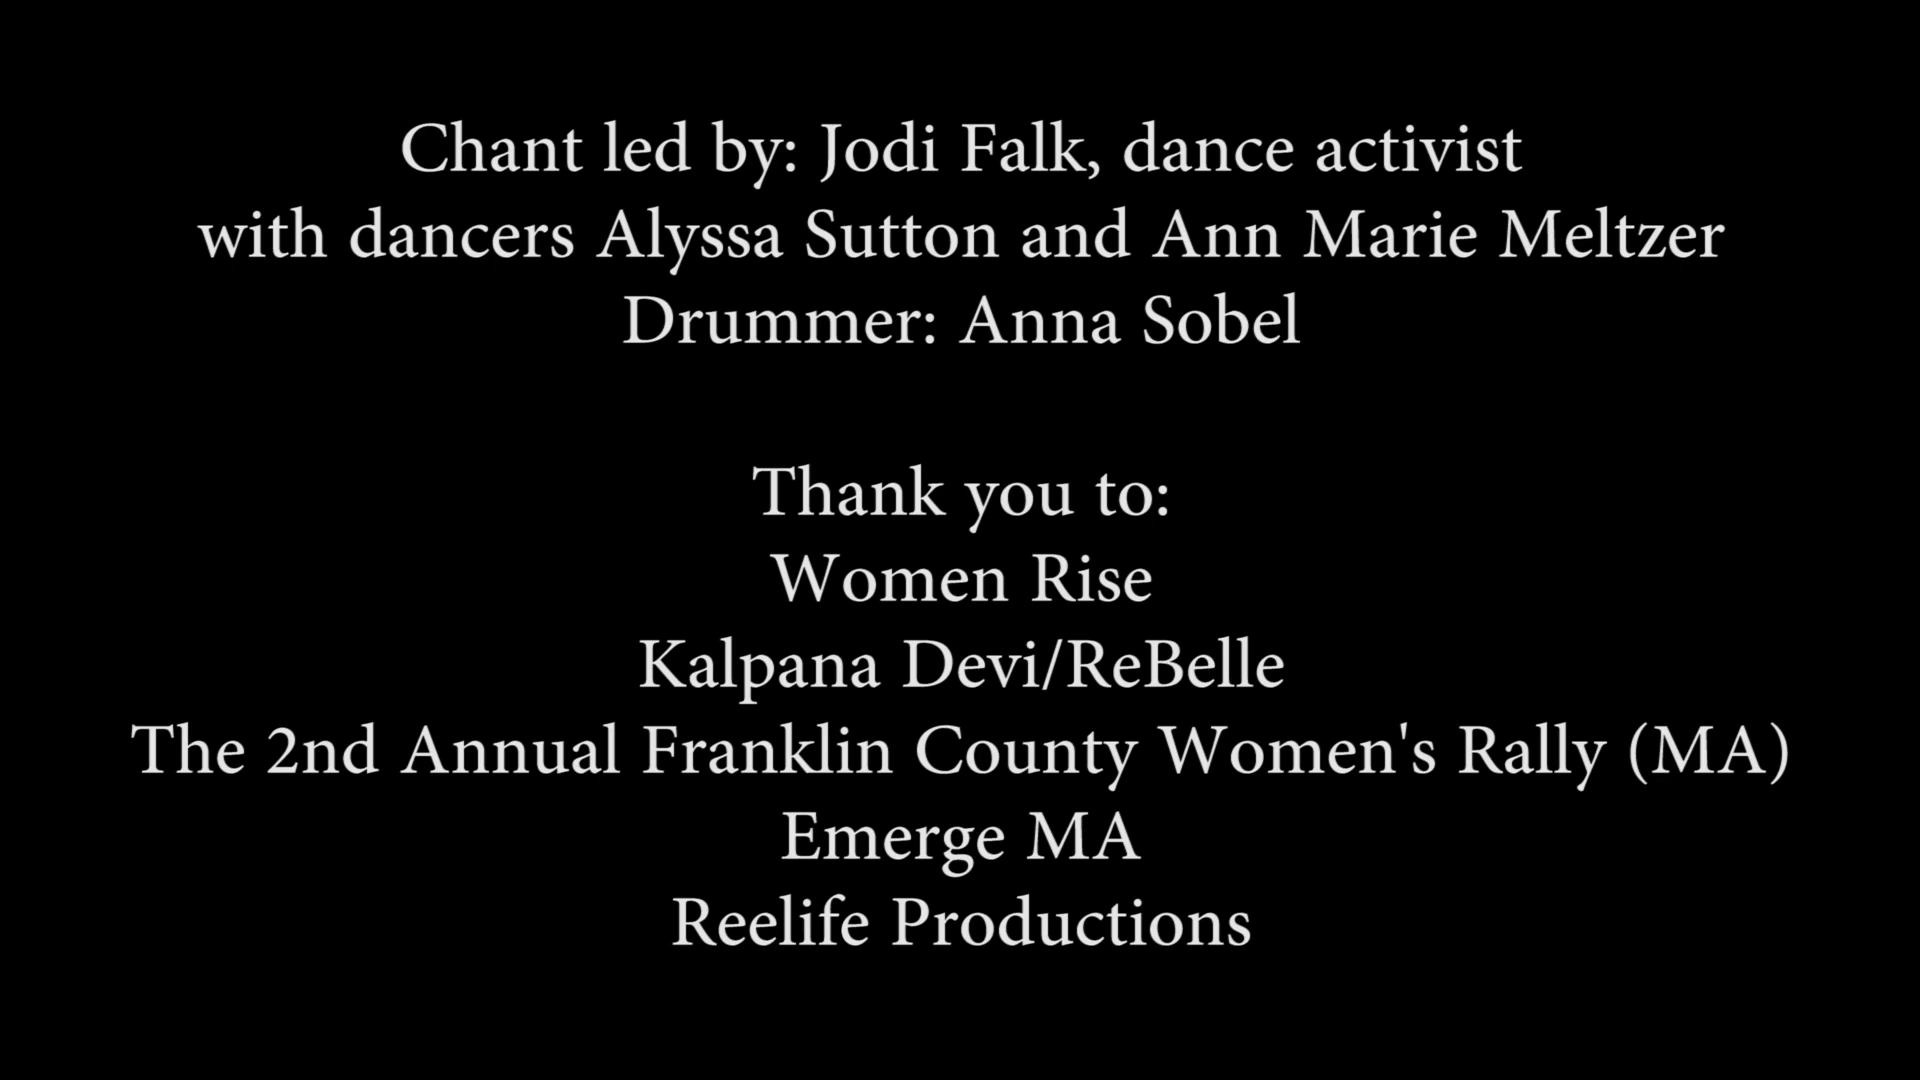 Chant led by: Jodi Falk, dance activist
with dancers Alyssa Sutton and Ann Marie Meltzer
Drummer: Anna Sobel
Thank you to:
Women Rise
Kalpana Devi/ReBelle
The 2nd Annual Franklin County Women's Rally (MA)
Emerge MA
Reelife Productions